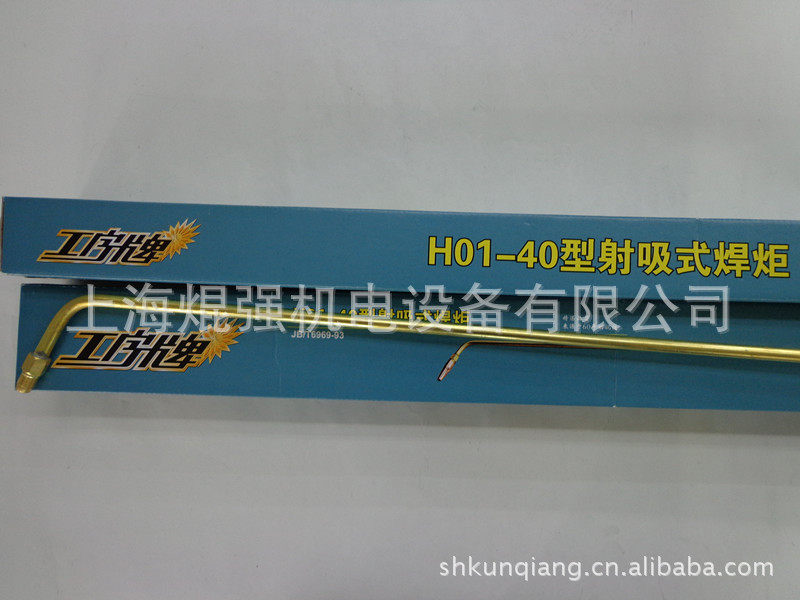 工字牌
H01-40型射吸式焊炬
上海焜强机电设备有限公司
工字牌
JB/T6969-93
shkunqiang.cn.alibaba.com